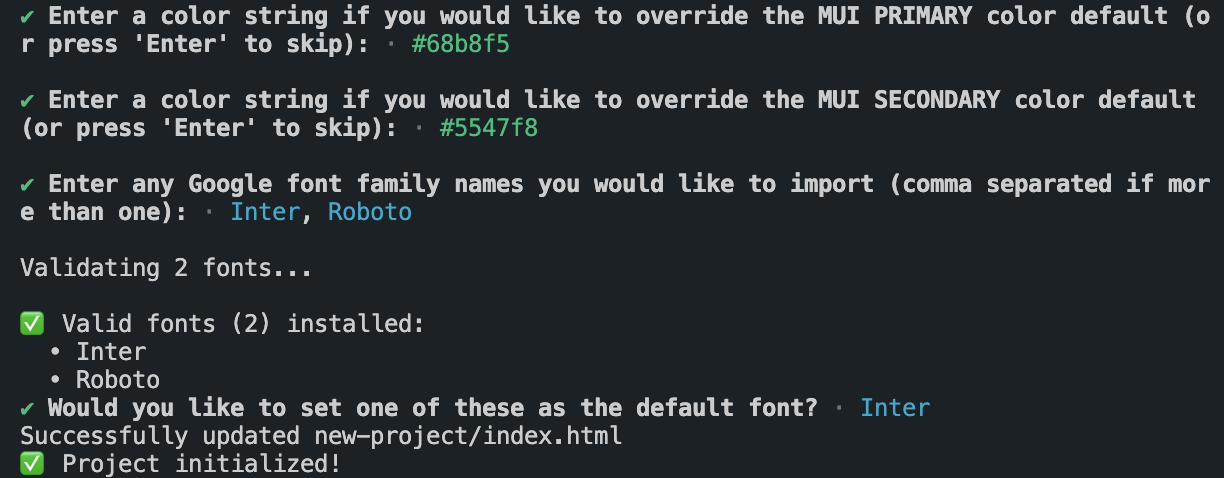 ✔ Enter a color string if you would like to override the MUI PRIMARY color default (o
r press 'Enter' to skip): · #68b8f5
✔ Enter a color string if you would like to override the MUI SECONDARY color default
(or press 'Enter' to skip): · #5547f8
✔ Enter any Google font family names you would like to import (comma separated if mor
e than one): · Inter, Roboto
Validating 2 fonts...
✅ Valid fonts (2) installed:
• Inter
• Roboto
✔ Would you like to set one of these as the default font? · Inter
Successfully updated new-project/index.html
✅ Project initialized!